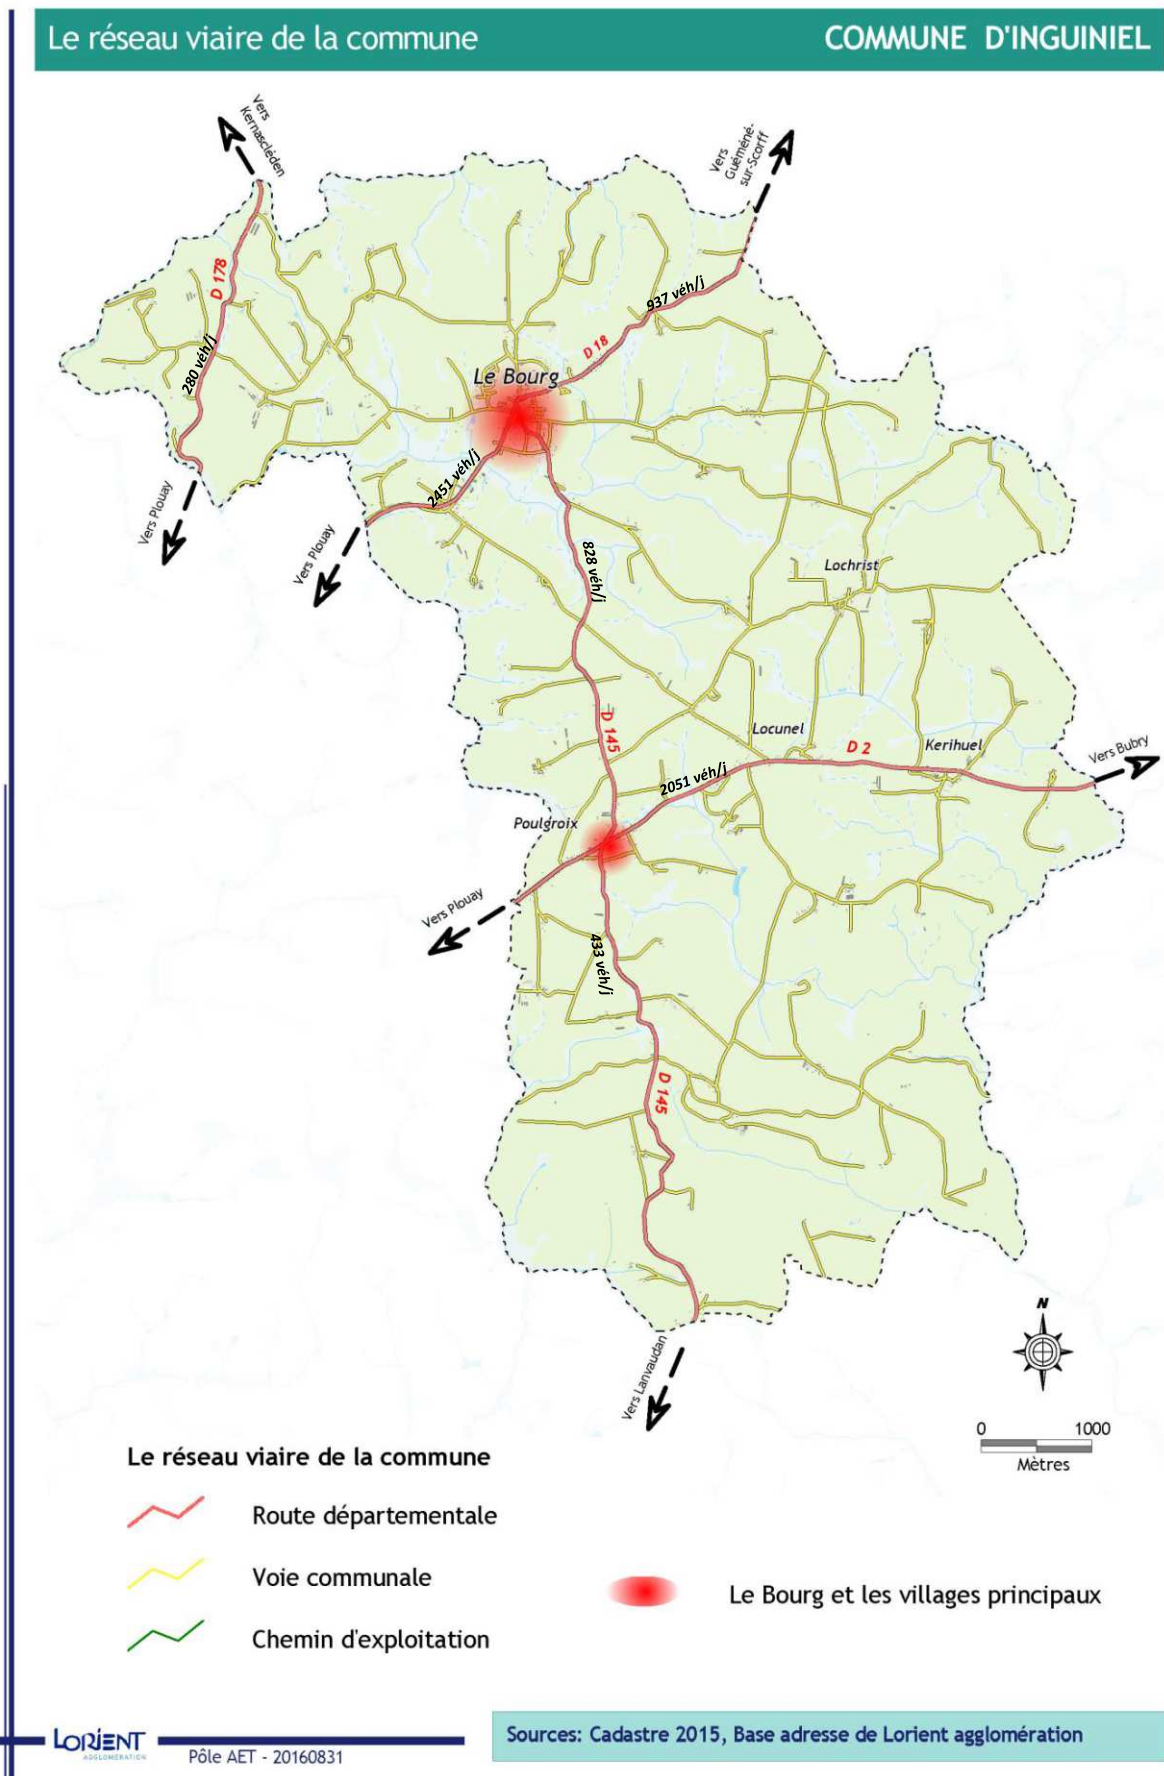 Le réseau viaire de la commune
COMMUNE D'INGUINIEL
Vers
Kernascléden
Vers
Guéméné-
sur-Scorff
D 178
280 véh/j
937 véh/j
D 18
Le Bourg
2451 véh/j
Vers Plouay
Vers Plouay
828 véh/j
Lochrist
D 145
Locunel
D 2
Kerihuel
Vers Bubry
2051 véh/j
Poulgroix
Vers Plouay
433 véh/j
D 145
Vers Lanvaudan
N
0 1000
Mètres
Le réseau viaire de la commune
Route départementale
Voie communale
Chemin d'exploitation
Le Bourg et les villages principaux
LORIENT
AGGLOMÉRATION
Pôle AET - 20160831
Sources: Cadastre 2015, Base adresse de Lorient agglomération